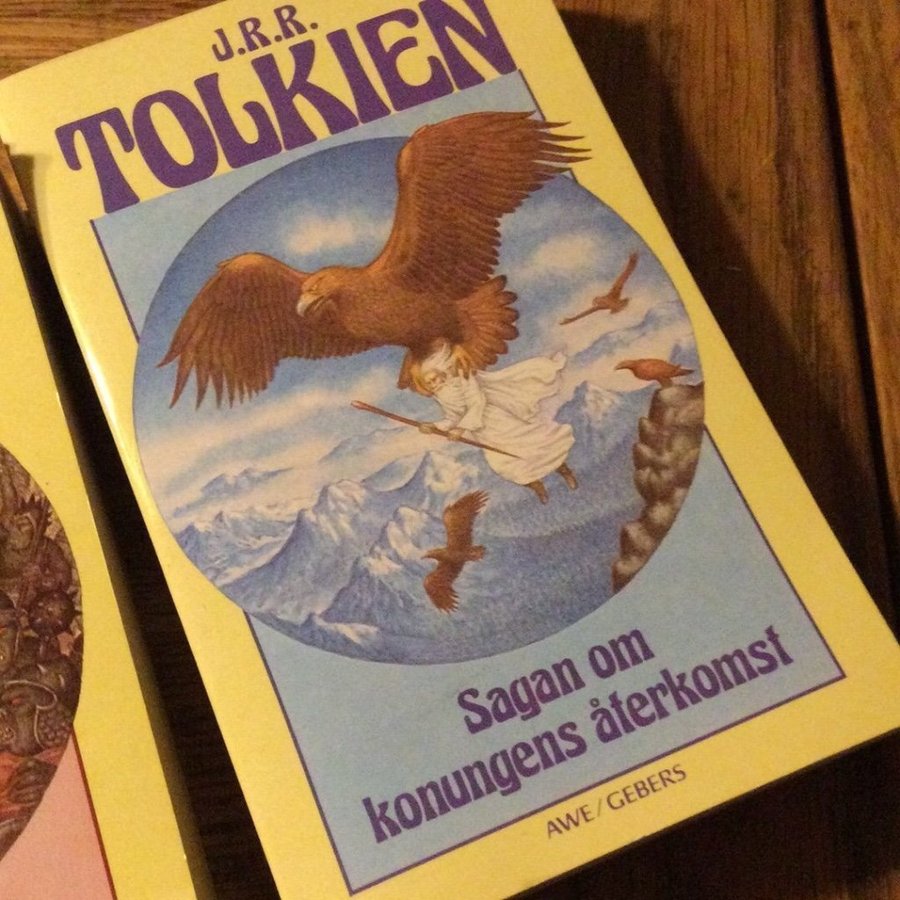 J.R.R.
TOLKIEN
Sagan om
konungens återkomst
AWE/GEBERS